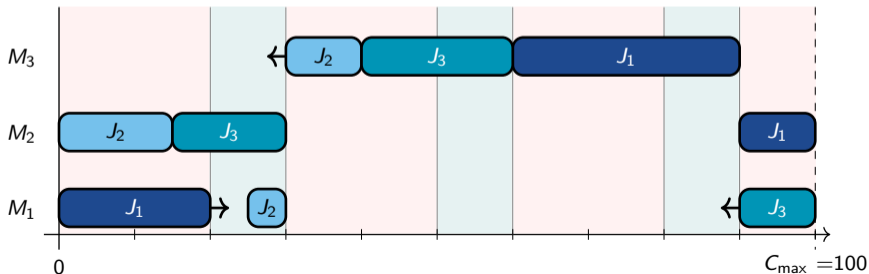 M₃ J₂ J₃ J₁
M₂ J₂ J₃ J₁
M₁ J₁ J₂ J₃
0 Cmax =100